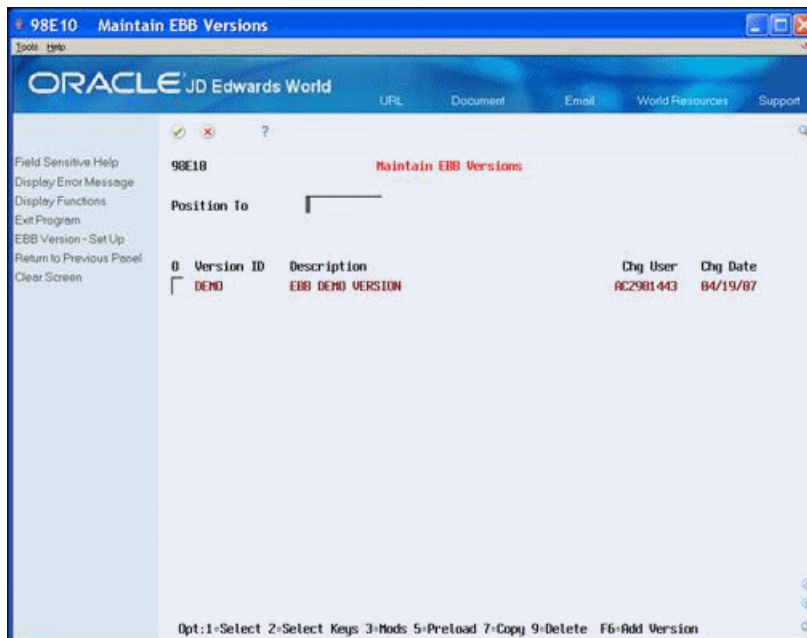 98E10 Maintain EBB Versions
Tools Help
ORACLE JD Edwards World
URL Document Email World Resources Support
?
Field Sensitive Help
Display Error Message
Display Functions
Exit Program
EBB Version - Set Up
Return to Previous Panel
Clear Screen
98E10 Maintain EBB Versions
Position To
O Version ID Description Chg User Chg Date
DEMO EBB DEMO VERSION AC2901443 04/19/07
Opt:1=Select 2=Select Keys 3=Mods 5=Preload 7=Copy 9=Delete F6=Add Version